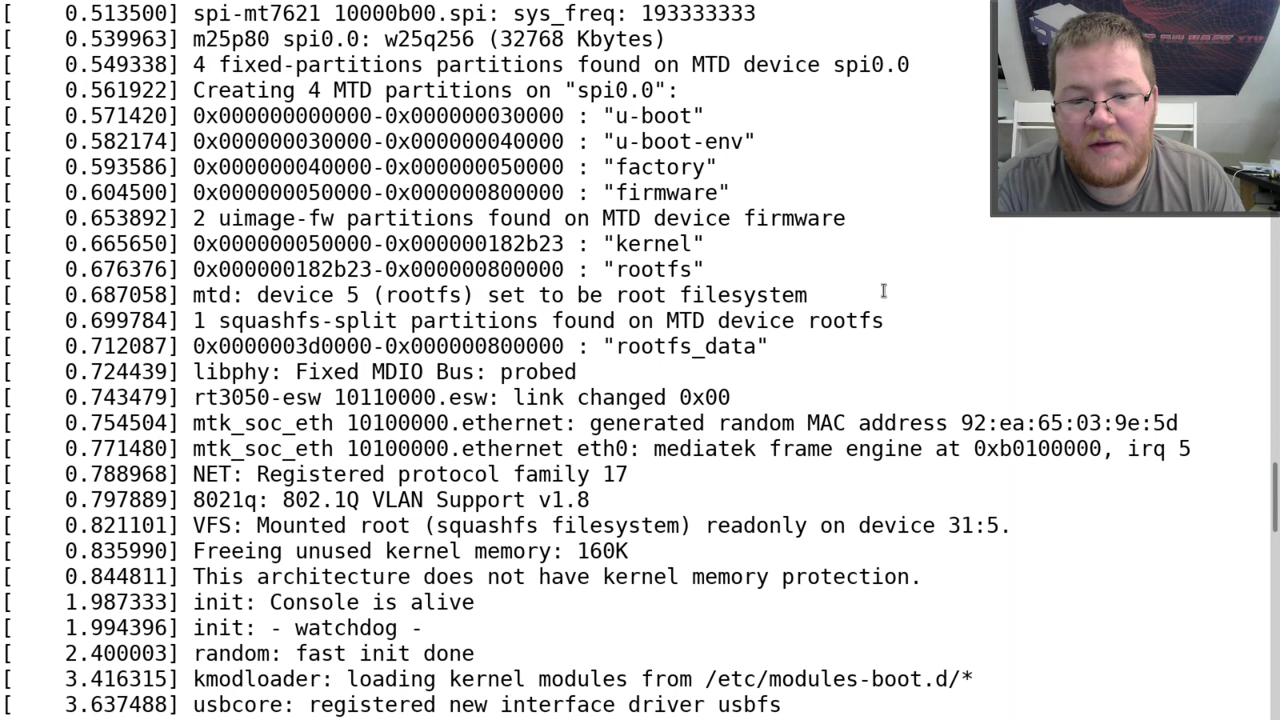 [    0.513500] spi-mt7621 10000b00.spi: sys_freq: 193333333
[    0.539963] m25p80 spi0.0: w25q256 (32768 Kbytes)
[    0.549338] 4 fixed-partitions partitions found on MTD device spi0.0
[    0.561922] Creating 4 MTD partitions on "spi0.0":
[    0.571420] 0x000000000000-0x000000030000 : "u-boot"
[    0.582174] 0x000000030000-0x000000040000 : "u-boot-env"
[    0.593586] 0x000000040000-0x000000050000 : "factory"
[    0.604500] 0x000000050000-0x000000800000 : "firmware"
[    0.653892] 2 uimage-fw partitions found on MTD device firmware
[    0.665650] 0x000000050000-0x000000182b23 : "kernel"
[    0.676376] 0x000000182b23-0x000000800000 : "rootfs"
[    0.687058] mtd: device 5 (rootfs) set to be root filesystem
[    0.699784] 1 squashfs-split partitions found on MTD device rootfs
[    0.712087] 0x0000003d0000-0x000000800000 : "rootfs_data"
[    0.724439] libphy: Fixed MDIO Bus: probed
[    0.743479] rt3050-esw 10110000.esw: link changed 0x00
[    0.754504] mtk_soc_eth 10100000.ethernet: generated random MAC address 92:ea:65:03:9e:5d
[    0.771480] mtk_soc_eth 10100000.ethernet eth0: mediatek frame engine at 0xb0100000, irq 5
[    0.788968] NET: Registered protocol family 17
[    0.797889] 8021q: 802.1Q VLAN Support v1.8
[    0.821101] VFS: Mounted root (squashfs filesystem) readonly on device 31:5.
[    0.835990] Freeing unused kernel memory: 160K
[    0.844811] This architecture does not have kernel memory protection.
[    1.987333] init: Console is alive
[    1.994396] init: - watchdog -
[    2.400003] random: fast init done
[    3.416315] kmodloader: loading kernel modules from /etc/modules-boot.d/*
[    3.637488] usbcore: registered new interface driver usbfs